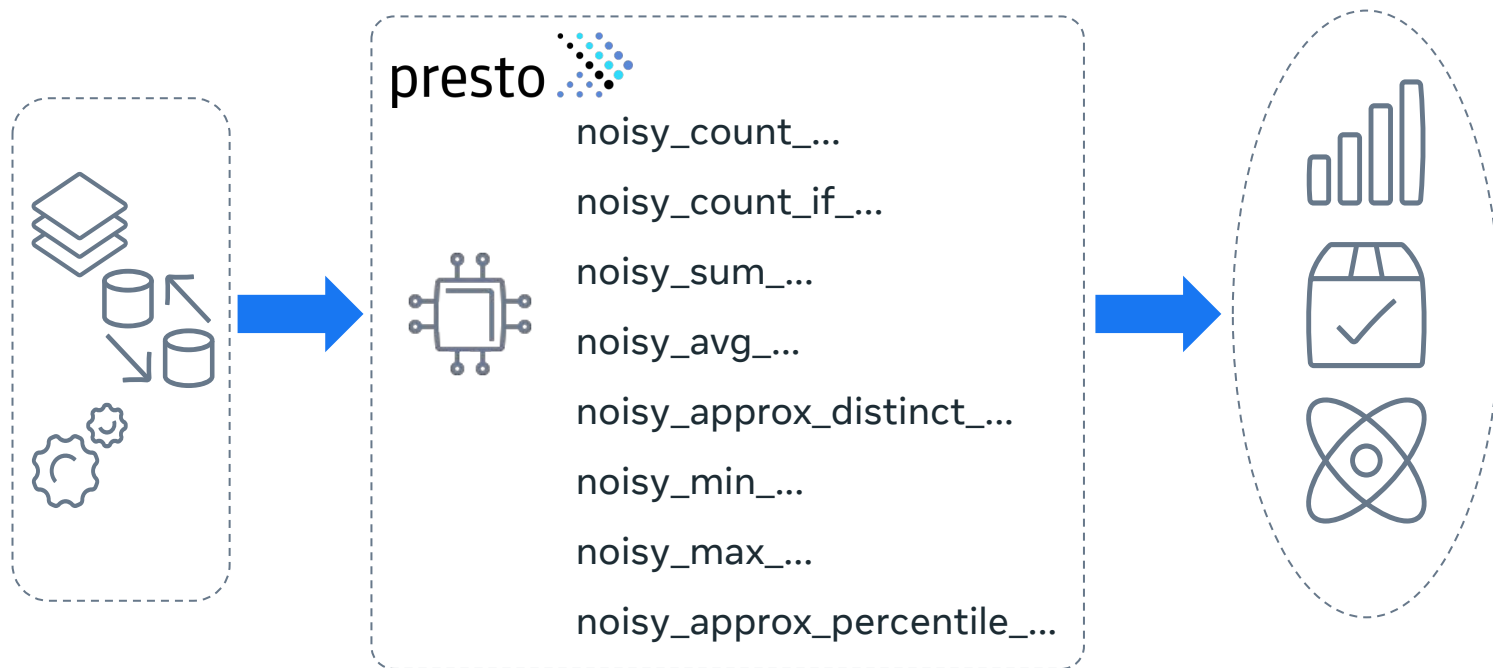 presto
noisy_count_...
noisy_count_if_...
noisy_sum_...
noisy_avg_...
noisy_approx_distinct_...
noisy_min_...
noisy_max_...
noisy_approx_percentile_...